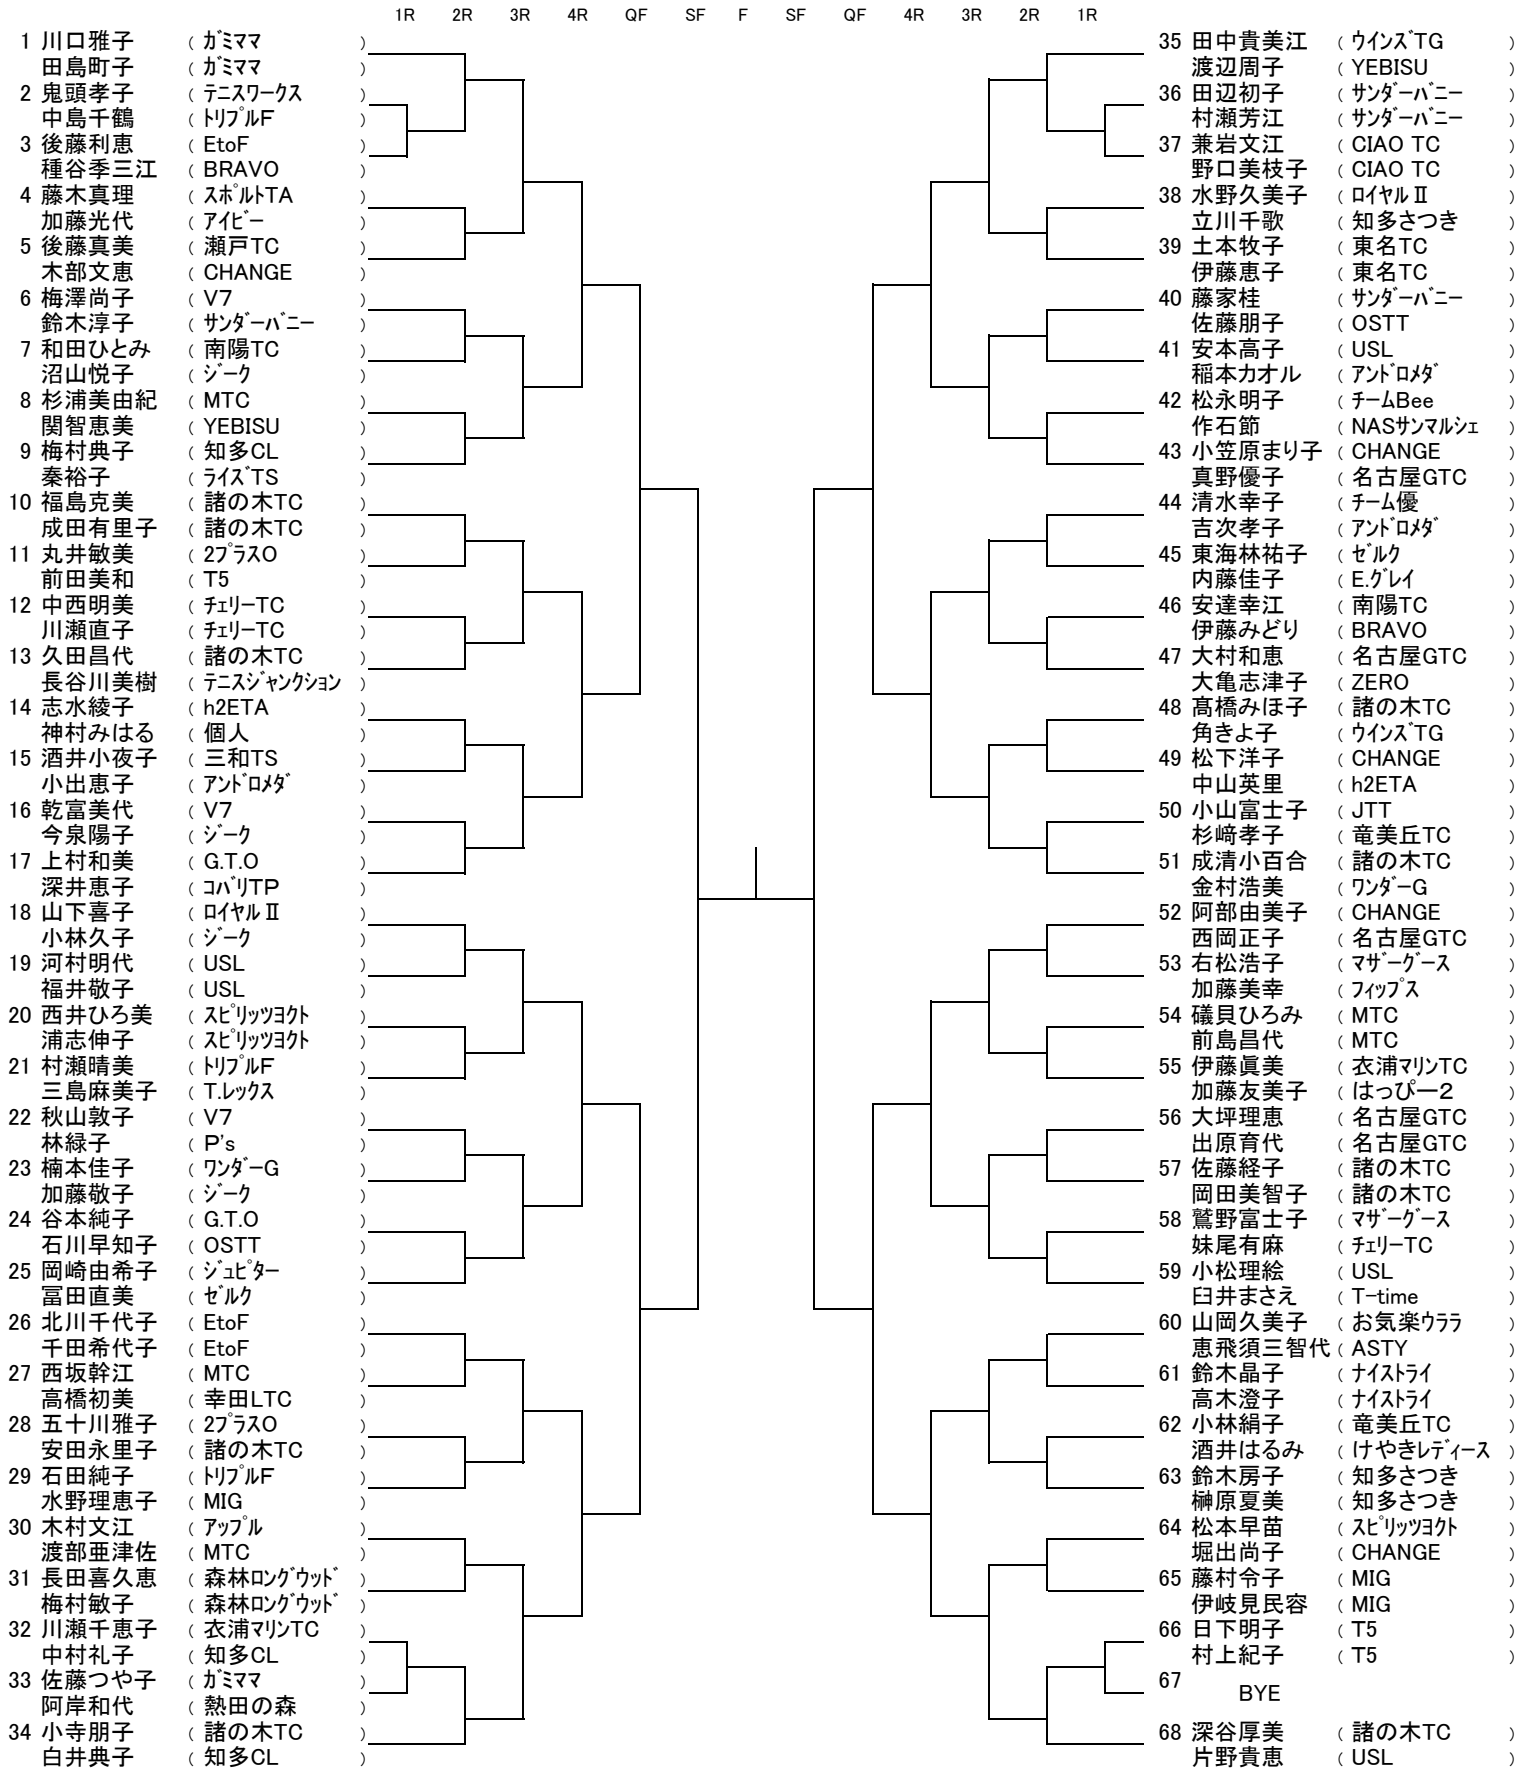 1R 2R 3R 4R QF SF F SF QF 4R 3R 2R 1R
1 川口雅子 ( ｶﾞﾐママ )
田島町子 ( ｶﾞﾐママ )
2 鬼頭孝子 ( ﾃﾆｽﾜｰｸｽ )
中島千鶴 ( ﾄﾘﾌﾟﾙF )
3 後藤利恵 ( EtoF )
種谷季三江 ( BRAVO )
4 藤木真理 ( ｽﾎﾟﾙﾄTA )
加藤光代 ( ｱｲﾋﾞｰ )
5 後藤真美 ( 瀬戸TC )
木部文恵 ( CHANGE )
6 梅澤尚子 ( V7 )
鈴木淳子 ( ｻﾝﾀﾞｰﾊﾞﾆｰ )
7 和田ひとみ ( 南陽TC )
沼山悦子 ( ｼﾞｰｸ )
8 杉浦美由紀 ( MTC )
関智恵美 ( YEBISU )
9 梅村典子 ( 知多CL )
秦裕子 ( ﾗｲｽﾞTS )
10 福島克美 ( 諸の木TC )
成田有里子 ( 諸の木TC )
11 丸井敏美 ( 2ﾌﾟﾗｽO )
前田美和 ( T5 )
12 中西明美 ( ﾁｪﾘｰTC )
川瀬直子 ( ﾁｪﾘｰTC )
13 久田昌代 ( 諸の木TC )
長谷川美樹 ( ﾃﾆｽｼﾞｬﾝｸｼｮﾝ )
14 志水綾子 ( h2ETA )
神村みはる ( 個人 )
15 酒井小夜子 ( 三和TS )
小出恵子 ( ｱﾝﾄﾞﾛﾒﾀﾞ )
16 乾富美代 ( V7 )
今泉陽子 ( ｼﾞｰｸ )
17 上村和美 ( G.T.O )
深井恵子 ( ｺﾊﾞﾘTP )
18 山下喜子 ( ﾛｲﾔﾙⅡ )
小林久子 ( ｼﾞｰｸ )
19 河村明代 ( USL )
福井敬子 ( USL )
20 西井ひろ美 ( ｽﾋﾟﾘｯﾂﾖｸﾄ )
浦志伸子 ( ｽﾋﾟﾘｯﾂﾖｸﾄ )
21 村瀬晴美 ( ﾄﾘﾌﾟﾙF )
三島麻美子 ( T.ﾚｯｸｽ )
22 秋山敦子 ( V7 )
林緑子 ( P's )
23 楠本佳子 ( ﾜﾝﾀﾞｰG )
加藤敬子 ( ｼﾞｰｸ )
24 谷本純子 ( G.T.O )
石川早知子 ( OSTT )
25 岡崎由希子 ( ｼﾞｭﾋﾟﾀｰ )
冨田直美 ( ｾﾞﾙｸ )
26 北川千代子 ( EtoF )
千田希代子 ( EtoF )
27 西坂幹江 ( MTC )
高橋初美 ( 幸田LTC )
28 五十川雅子 ( 2ﾌﾟﾗｽO )
安田永里子 ( 諸の木TC )
29 石田純子 ( ﾄﾘﾌﾟﾙF )
水野理恵子 ( MIG )
30 木村文江 ( ｱｯﾌﾟﾙ )
渡部亜津佐 ( MTC )
31 長田喜久恵 ( 森林ﾛﾝｸﾞｳｯﾄﾞ )
梅村敏子 ( 森林ﾛﾝｸﾞｳｯﾄﾞ )
32 川瀬千恵子 ( 衣浦ﾏﾘﾝTC )
中村礼子 ( 知多CL )
33 佐藤つや子 ( ｶﾞﾐママ )
阿岸和代 ( 熱田の森 )
34 小寺朋子 ( 諸の木TC )
白井典子 ( 知多CL )
35 田中貴美江 ( ｳｲﾝｽﾞTG )
渡辺周子 ( YEBISU )
36 田辺初子 ( ｻﾝﾀﾞｰﾊﾞﾆｰ )
村瀬芳江 ( ｻﾝﾀﾞｰﾊﾞﾆｰ )
37 兼岩文江 ( CIAO TC )
野口美枝子 ( CIAO TC )
38 水野久美子 ( ﾛｲﾔﾙⅡ )
立川千歌 ( 知多さつき )
39 土本牧子 ( 東名TC )
伊藤恵子 ( 東名TC )
40 藤家桂 ( ｻﾝﾀﾞｰﾊﾞﾆｰ )
佐藤朋子 ( OSTT )
41 安本高子 ( USL )
稲本カオル ( ｱﾝﾄﾞﾛﾒﾀﾞ )
42 松永明子 ( ﾁｰﾑBee )
作石節 ( NASｻﾝﾏﾙｼｪ )
43 小笠原まり子 ( CHANGE )
真野優子 ( 名古屋GTC )
44 清水幸子 ( ﾁｰﾑ優 )
吉次孝子 ( ｱﾝﾄﾞﾛﾒﾀﾞ )
45 東海林祐子 ( ｾﾞﾙｸ )
内藤佳子 ( E.ｸﾞﾚｲ )
46 安達幸江 ( 南陽TC )
伊藤みどり ( BRAVO )
47 大村和恵 ( 名古屋GTC )
大亀志津子 ( ZERO )
48 髙橋みほ子 ( 諸の木TC )
角きよ子 ( ｳｲﾝｽﾞTG )
49 松下洋子 ( CHANGE )
中山英里 ( h2ETA )
50 小山富士子 ( JTT )
杉﨑孝子 ( 竜美丘TC )
51 成清小百合 ( 諸の木TC )
金村浩美 ( ﾜﾝﾀﾞｰG )
52 阿部由美子 ( CHANGE )
西岡正子 ( 名古屋GTC )
53 右松浩子 ( ﾏｻﾞｰｸﾞｰｽ )
加藤美幸 ( ﾌｨｯﾌﾟｽ )
54 礒貝ひろみ ( MTC )
前島昌代 ( MTC )
55 伊藤眞美 ( 衣浦ﾏﾘﾝTC )
加藤友美子 ( はっぴー2 )
56 大坪理恵 ( 名古屋GTC )
出原育代 ( 名古屋GTC )
57 佐藤経子 ( 諸の木TC )
岡田美智子 ( 諸の木TC )
58 鷲野富士子 ( ﾏｻﾞｰｸﾞｰｽ )
妹尾有麻 ( ﾁｪﾘｰTC )
59 小松理絵 ( USL )
臼井まさえ ( T-time )
60 山岡久美子 ( お気楽ｳﾗﾗ )
恵飛須三智代 ( ASTY )
61 鈴木晶子 ( ﾅｲｽﾄﾗｲ )
高木澄子 ( ﾅｲｽﾄﾗｲ )
62 小林絹子 ( 竜美丘TC )
酒井はるみ ( けやきﾚﾃﾞｨｰｽ )
63 鈴木房子 ( 知多さつき )
榊原夏美 ( 知多さつき )
64 松本早苗 ( ｽﾋﾟﾘｯﾂﾖｸﾄ )
堀出尚子 ( CHANGE )
65 藤村令子 ( MIG )
伊岐見民容 ( MIG )
66 日下明子 ( T5 )
村上紀子 ( T5 )
67
BYE
68 深谷厚美 ( 諸の木TC )
片野貴恵 ( USL )